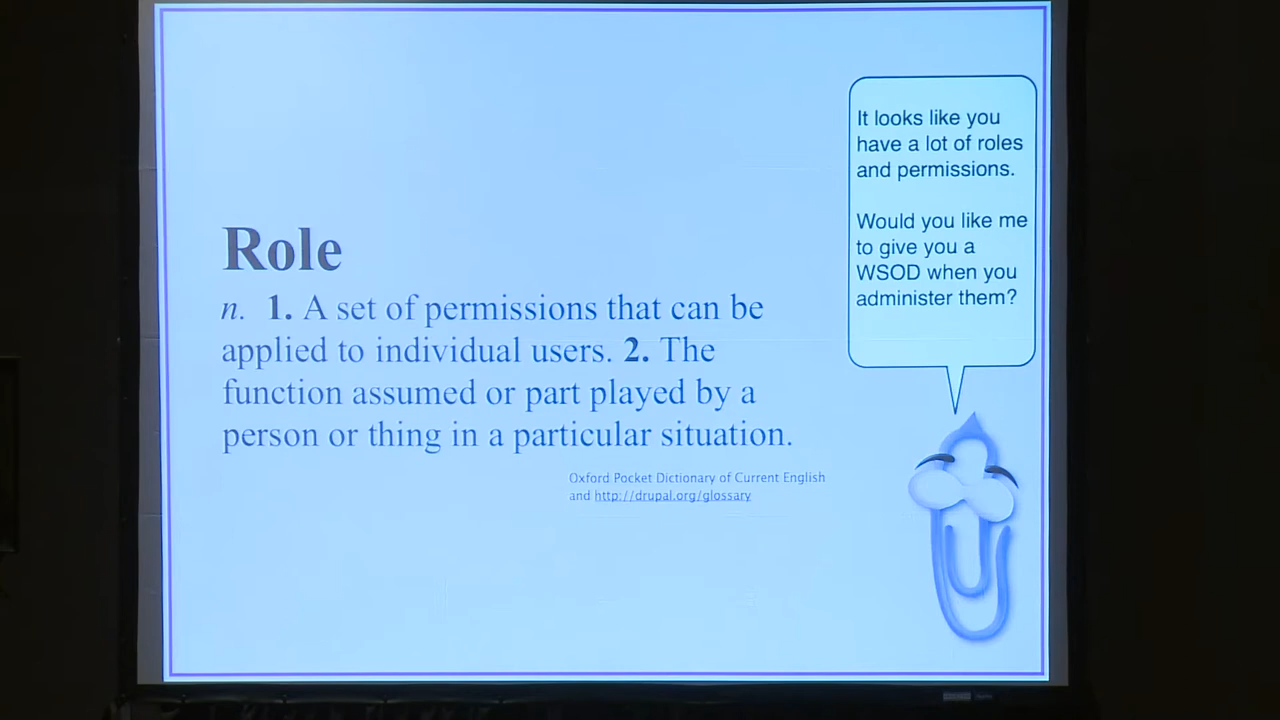 Role
n. 1. A set of permissions that can be
applied to individual users. 2. The
function assumed or part played by a
person or thing in a particular situation.
Oxford Pocket Dictionary of Current English
and http://drupal.org/glossary
It looks like you
have a lot of roles
and permissions.
Would you like me
to give you a
WSOD when you
administer them?